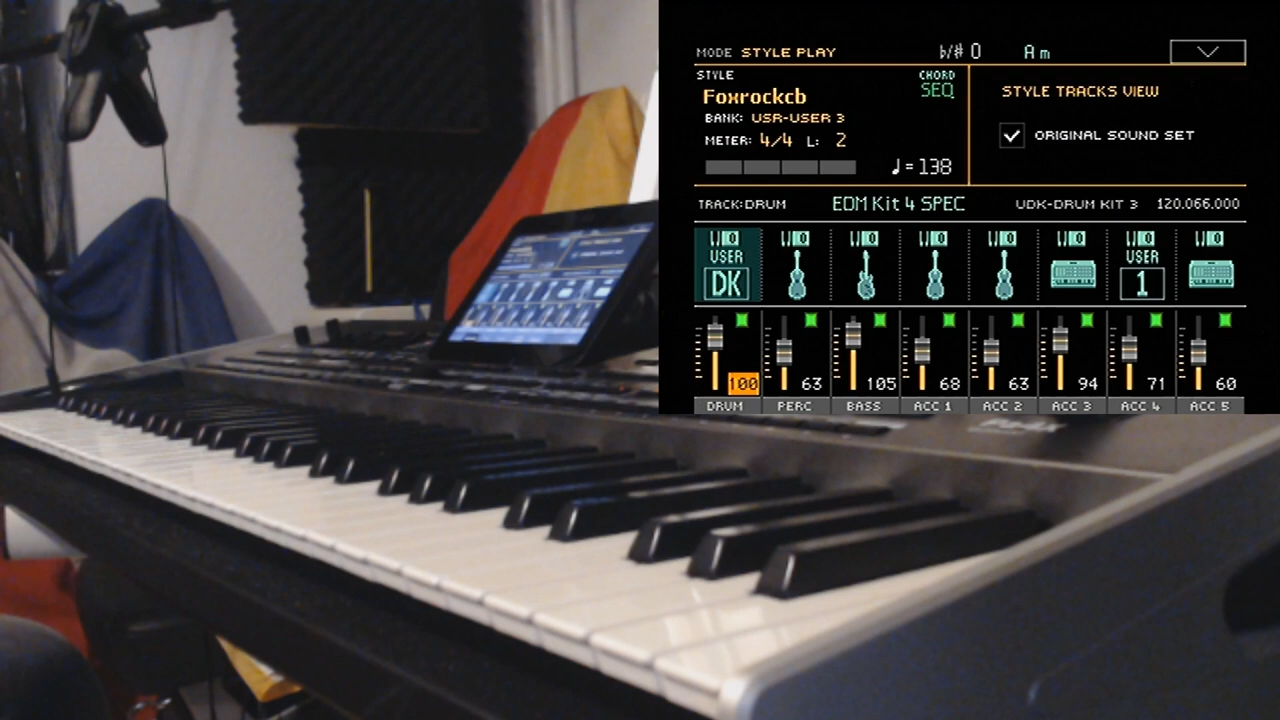 MODE STYLE PLAY ♭/# 0 Am
STYLE CHORD
Foxrockcb SEQ STYLE TRACKS VIEW
BANK: USR-USER 3
METER: 4/4 L: 2 ORIGINAL SOUND SET
♩= 138
TRACK:DRUM EDM Kit 4 SPEC UDK-DRUM KIT 3 120.066.000
USER USER
DK 1
100 63 105 68 63 94 71 60
DRUM PERC BASS ACC 1 ACC 2 ACC 3 ACC 4 ACC 5